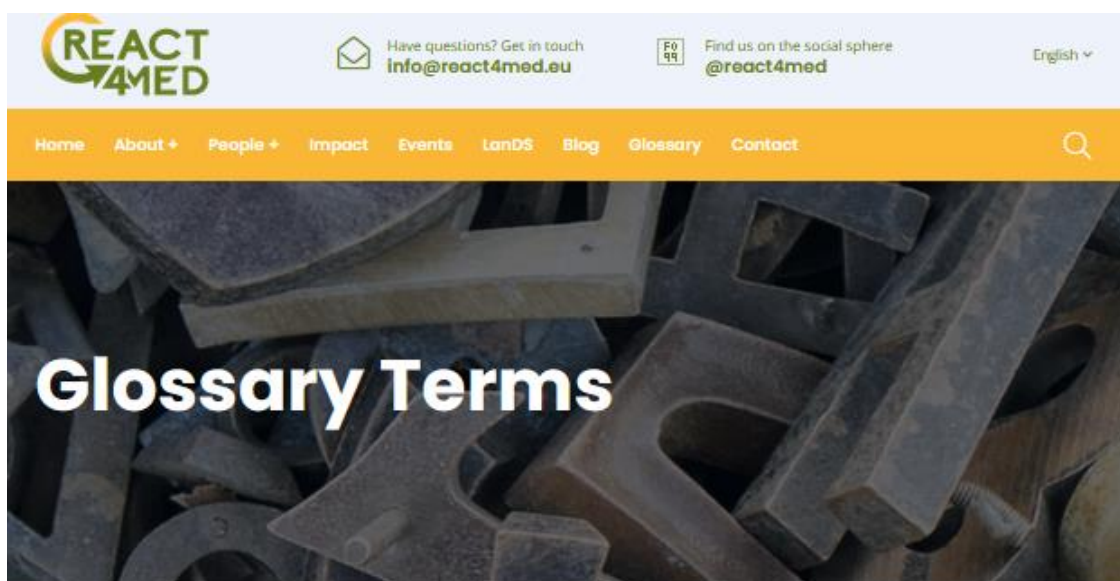 REACT
4MED
Have questions? Get in touch
info@react4med.eu
Find us on the social sphere
@react4med
English
Home About + People + Impact Events LanDS Blog Glossary Contact
Glossary Terms